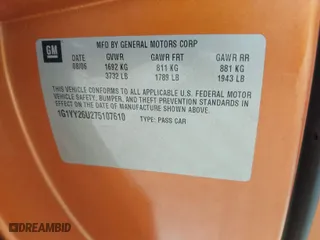 GM
MFD BY GENERAL MOTORS CORP
DATE GVWR GAWR FRT GAWR RR
08/06 1692 KG 811 KG 881 KG
3732 LB 1789 LB 1943 LB
THIS VEHICLE CONFORMS TO ALL APPLICABLE U.S. FEDERAL MOTOR
VEHICLE SAFETY, BUMPER, AND THEFT PREVENTION STANDARDS IN
EFFECT ON THE DATE OF MANUFACTURE SHOWN ABOVE.
1G1YY26U275107610 TYPE: PASS CAR
DREAMBID